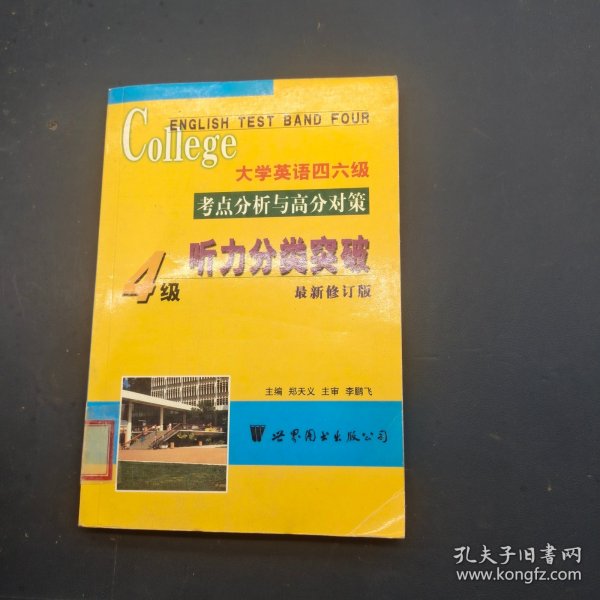 ENGLISH TEST BAND FOUR
College
大学英语四六级
考点分析与高分对策
4级 听力分类突破
最新修订版
主编 郑天义 主审 李鹏飞
世界图书出版公司
孔夫子旧书网
www.kongfz.com